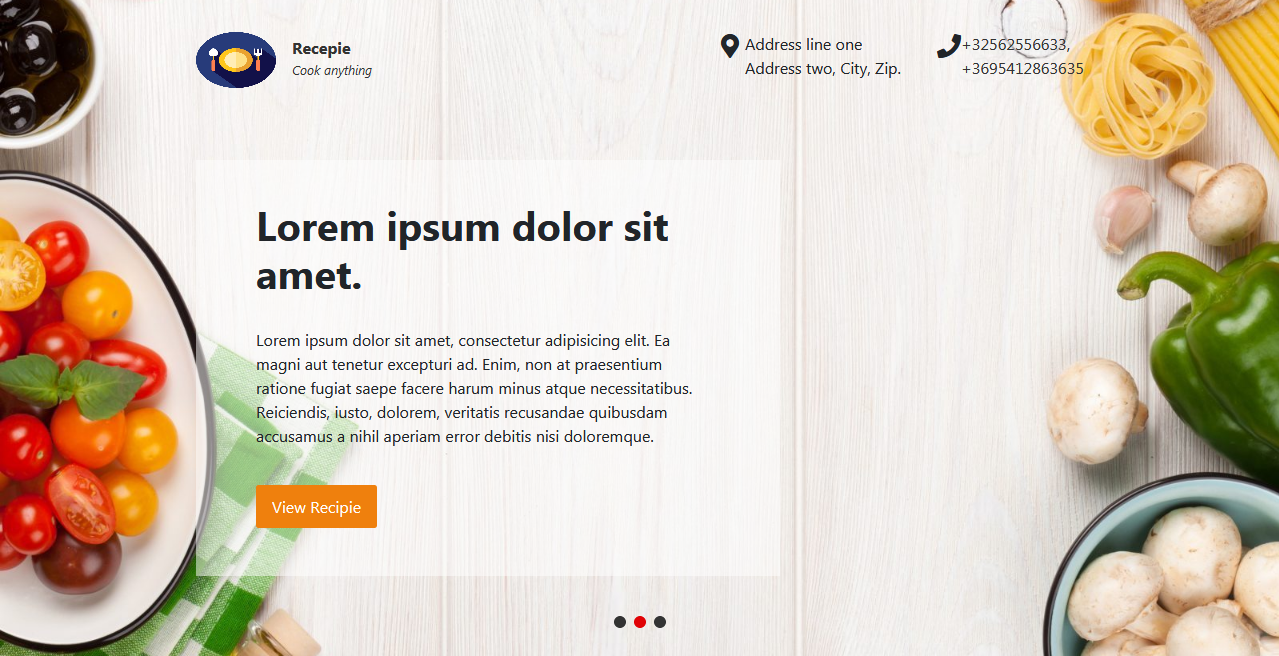 Recepie
Cook anything
Address line one
Address two, City, Zip.
+32562556633,
+3695412863635
Lorem ipsum dolor sit
amet.
Lorem ipsum dolor sit amet, consectetur adipisicing elit. Ea
magni aut tenetur excepturi ad. Enim, non at praesentium
ratione fugiat saepe facere harum minus atque necessitatibus.
Reiciendis, iusto, dolorem, veritatis recusandae quibusdam
accusamus a nihil aperiam error debitis nisi doloremque.
View Recipie